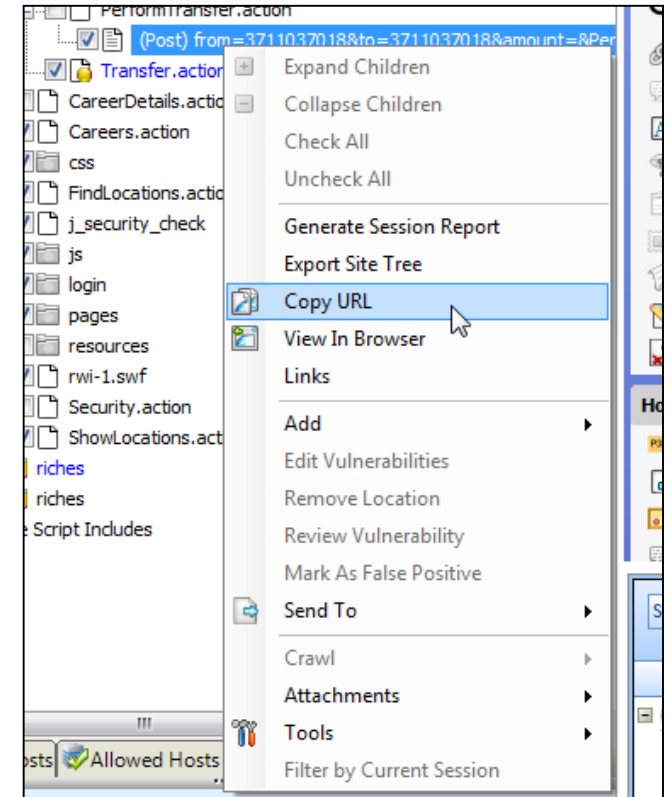 PerformTransfer.action
(Post) from=3711037018&to=3711037018&amount=&Per
Transfer.action
CareerDetails.actio
Careers.action
css
FindLocations.actio
j_security_check
js
login
pages
resources
rwi-1.swf
Security.action
ShowLocations.act
riches
riches
Script Includes
Allowed Hosts
Expand Children
Collapse Children
Check All
Uncheck All
Generate Session Report
Export Site Tree
Copy URL
View In Browser
Links
Add
Edit Vulnerabilities
Remove Location
Review Vulnerability
Mark As False Positive
Send To
Crawl
Attachments
Tools
Filter by Current Session
Ho